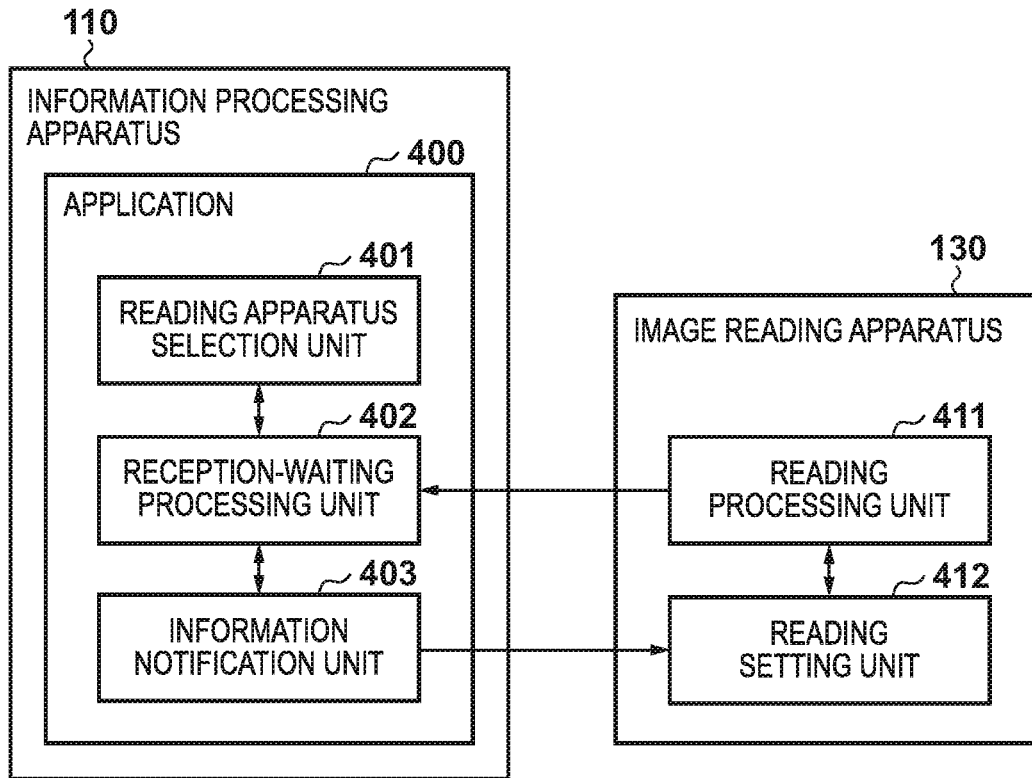 110
INFORMATION PROCESSING
APPARATUS
400
APPLICATION
401
READING APPARATUS
SELECTION UNIT
402
RECEPTION-WAITING
PROCESSING UNIT
403
INFORMATION
NOTIFICATION UNIT
130
IMAGE READING APPARATUS
411
READING
PROCESSING UNIT
412
READING
SETTING UNIT